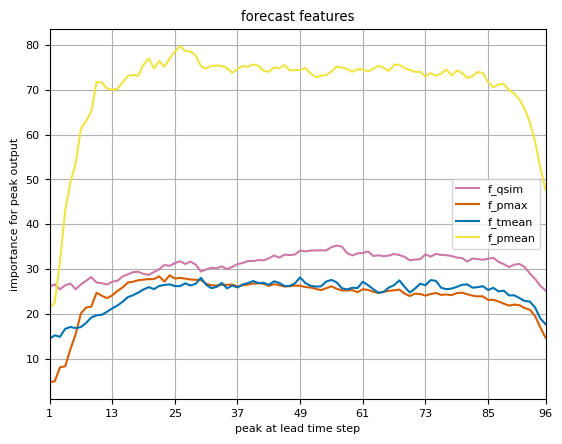 forecast features
80
70
60
50
40
30
20
10
importance for peak output
f_qsim
f_pmax
f_tmean
f_pmean
1 13 25 37 49 61 73 85 96
peak at lead time step